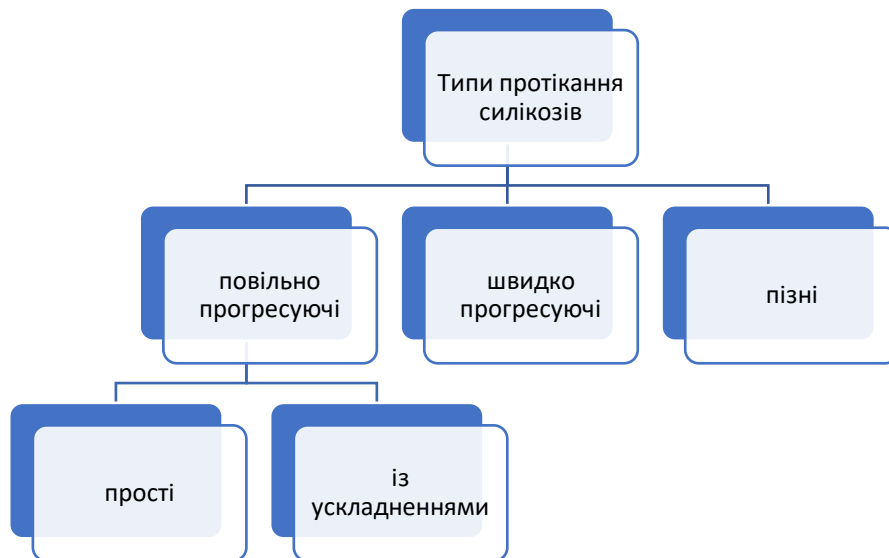 Типи протікання
силікозів
повільно
прогресуючі
швидко
прогресуючі
пізні
прості
із
ускладненнями